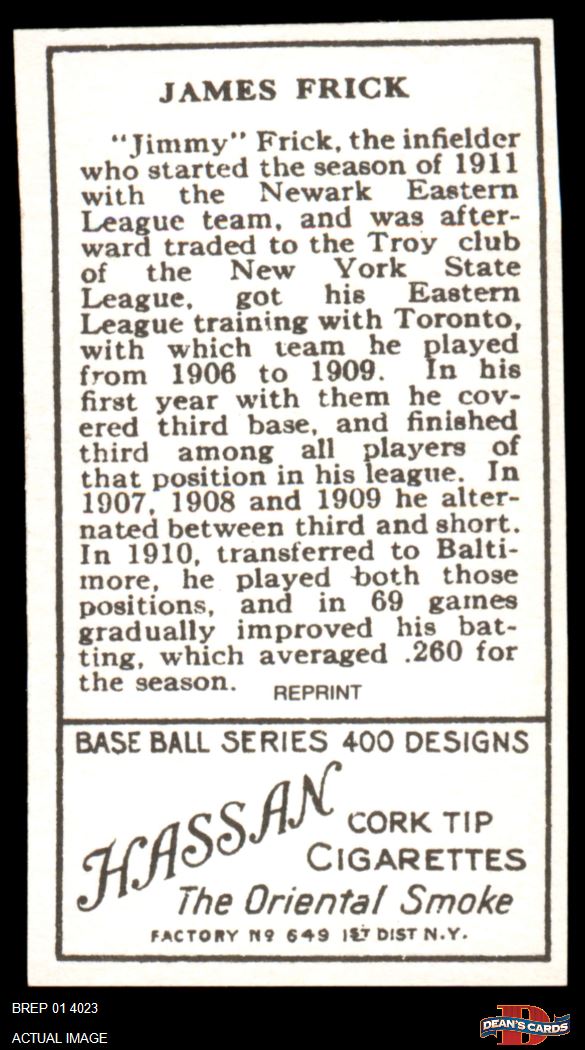 JAMES FRICK
"Jimmy" Frick, the infielder
who started the season of 1911
with the Newark Eastern
League team, and was after-
ward traded to the Troy club
of the New York State
League, got his Eastern
League training with Toronto,
with which team he played
from 1906 to 1909. In his
first year with them he cov-
ered third base, and finished
third among all players of
that position in his league. In
1907, 1908 and 1909 he alter-
nated between third and short.
In 1910, transferred to Balti-
more, he played both those
positions, and in 69 games
gradually improved his bat-
ting, which averaged .260 for
the season. REPRINT
BASE BALL SERIES 400 DESIGNS
HASSAN
CORK TIP
CIGARETTES
The Oriental Smoke
FACTORY Nº 649 1ST DIST N.Y.
BREP 01 4023
ACTUAL IMAGE
D
DEAN'S CARDS